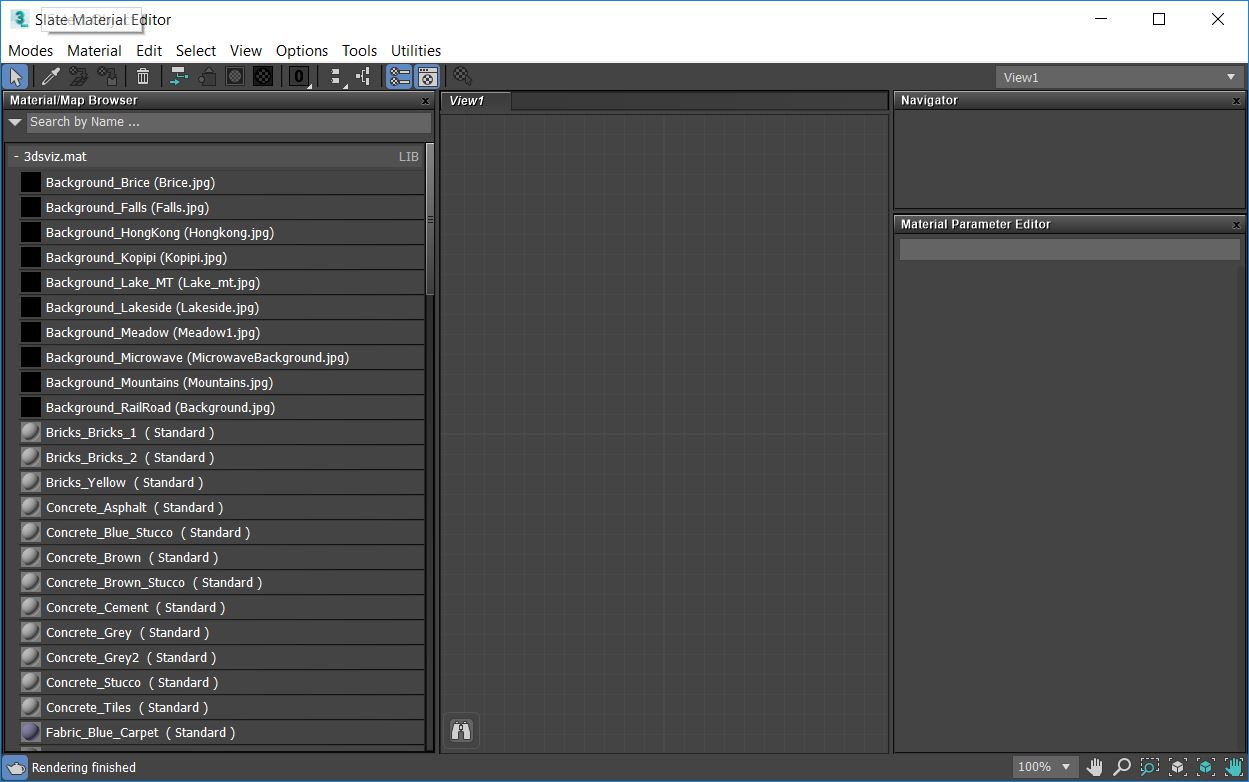 Slate Material Editor
Modes Material Edit Select View Options Tools Utilities
0
View1
Material/Map Browser x
Search by Name ...
- 3dsviz.mat LIB
Background_Brice (Brice.jpg)
Background_Falls (Falls.jpg)
Background_HongKong (Hongkong.jpg)
Background_Kopipi (Kopipi.jpg)
Background_Lake_MT (Lake_mt.jpg)
Background_Lakeside (Lakeside.jpg)
Background_Meadow (Meadow1.jpg)
Background_Microwave (MicrowaveBackground.jpg)
Background_Mountains (Mountains.jpg)
Background_RailRoad (Background.jpg)
Bricks_Bricks_1 ( Standard )
Bricks_Bricks_2 ( Standard )
Bricks_Yellow ( Standard )
Concrete_Asphalt ( Standard )
Concrete_Blue_Stucco ( Standard )
Concrete_Brown ( Standard )
Concrete_Brown_Stucco ( Standard )
Concrete_Cement ( Standard )
Concrete_Grey ( Standard )
Concrete_Grey2 ( Standard )
Concrete_Stucco ( Standard )
Concrete_Tiles ( Standard )
Fabric_Blue_Carpet ( Standard )
View1
Navigator x
Material Parameter Editor x
Rendering finished
100%